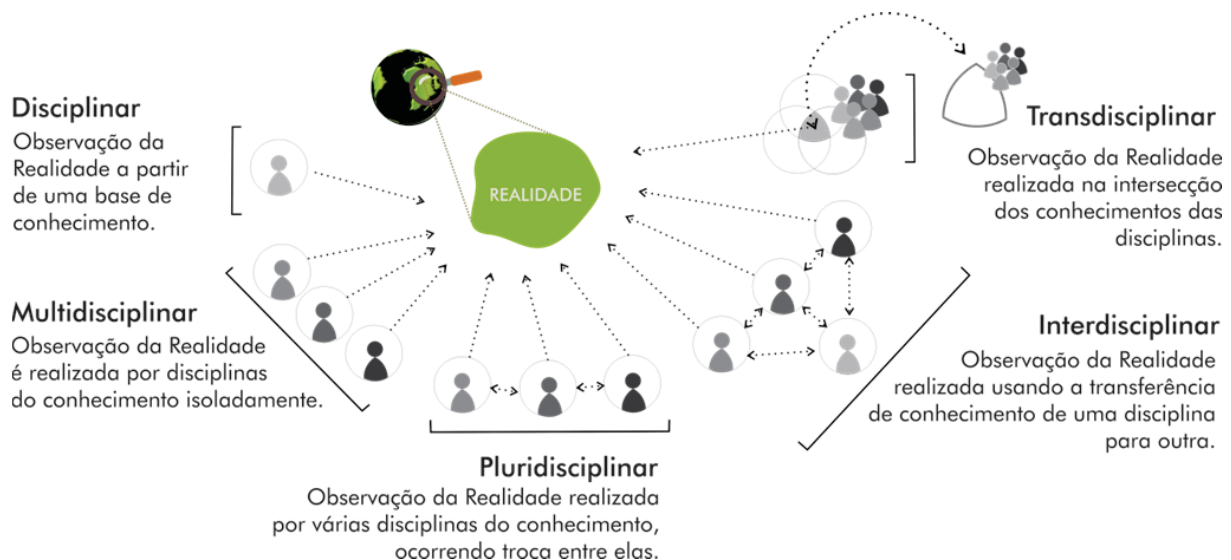 Disciplinar
Observação da
Realidade a partir
de uma base de
conhecimento.
Multidisciplinar
Observação da Realidade
é realizada por disciplinas
do conhecimento isoladamente.
Pluridisciplinar
Observação da Realidade realizada
por várias disciplinas do conhecimento,
ocorrendo troca entre elas.
REALIDADE
Transdisciplinar
Observação da Realidade
realizada na intersecção
dos conhecimentos das
disciplinas.
Interdisciplinar
Observação da Realidade
realizada usando a transferência
de conhecimento de uma disciplina
para outra.